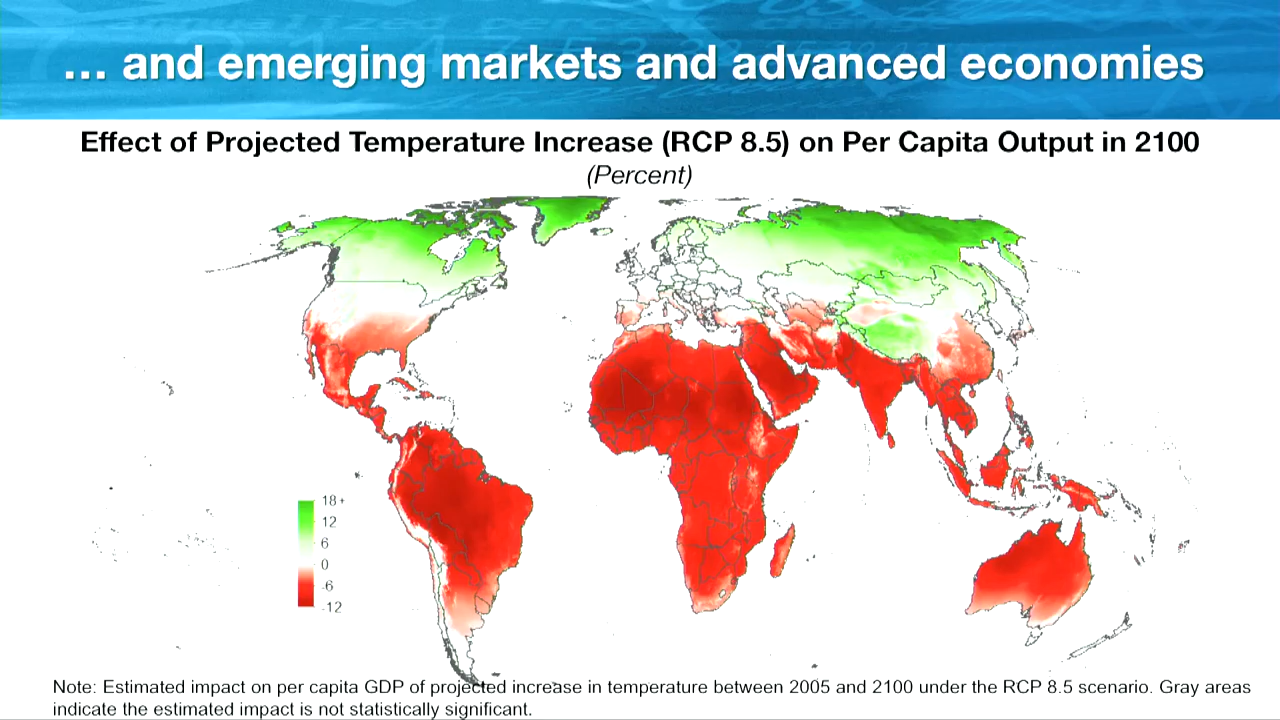 ... and emerging markets and advanced economies
Effect of Projected Temperature Increase (RCP 8.5) on Per Capita Output in 2100
(Percent)
18+
12
6
0
-6
-12
Note: Estimated impact on per capita GDP of projected increase in temperature between 2005 and 2100 under the RCP 8.5 scenario. Gray areas
indicate the estimated impact is not statistically significant.